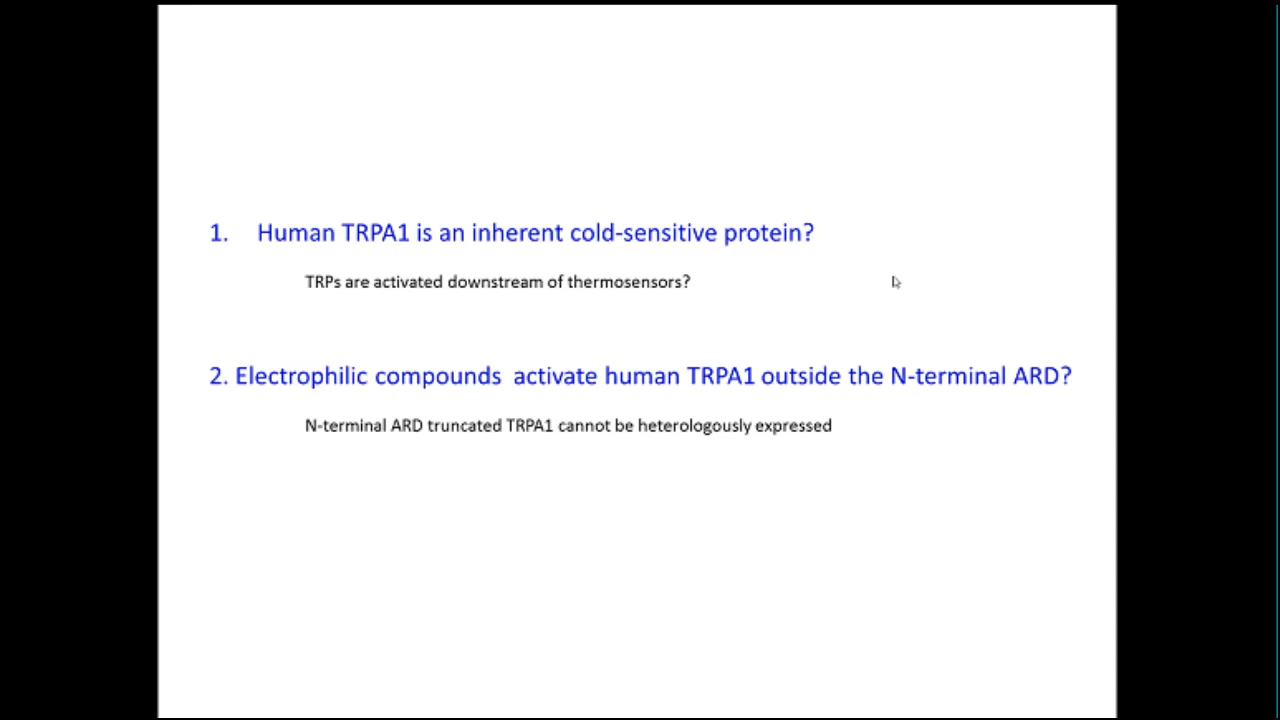 1. Human TRPA1 is an inherent cold-sensitive protein?
TRPs are activated downstream of thermosensors?
2. Electrophilic compounds activate human TRPA1 outside the N-terminal ARD?
N-terminal ARD truncated TRPA1 cannot be heterologously expressed